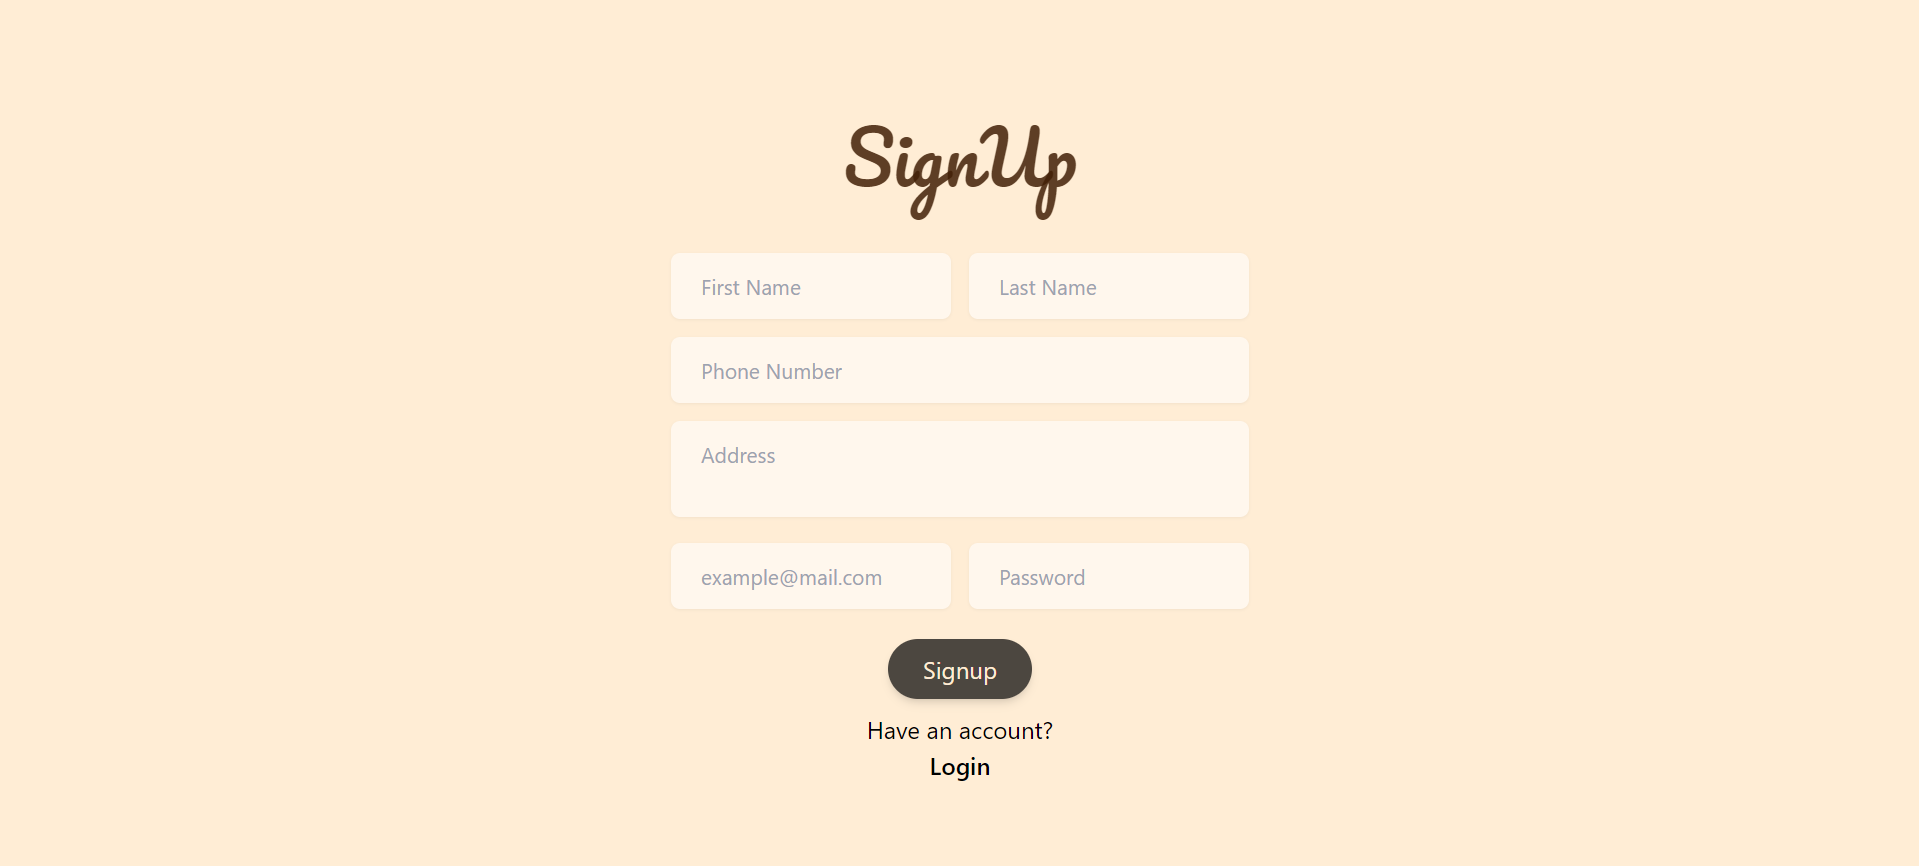 SignUp
First Name Last Name
Phone Number
Address
example@mail.com Password
Signup
Have an account?
Login